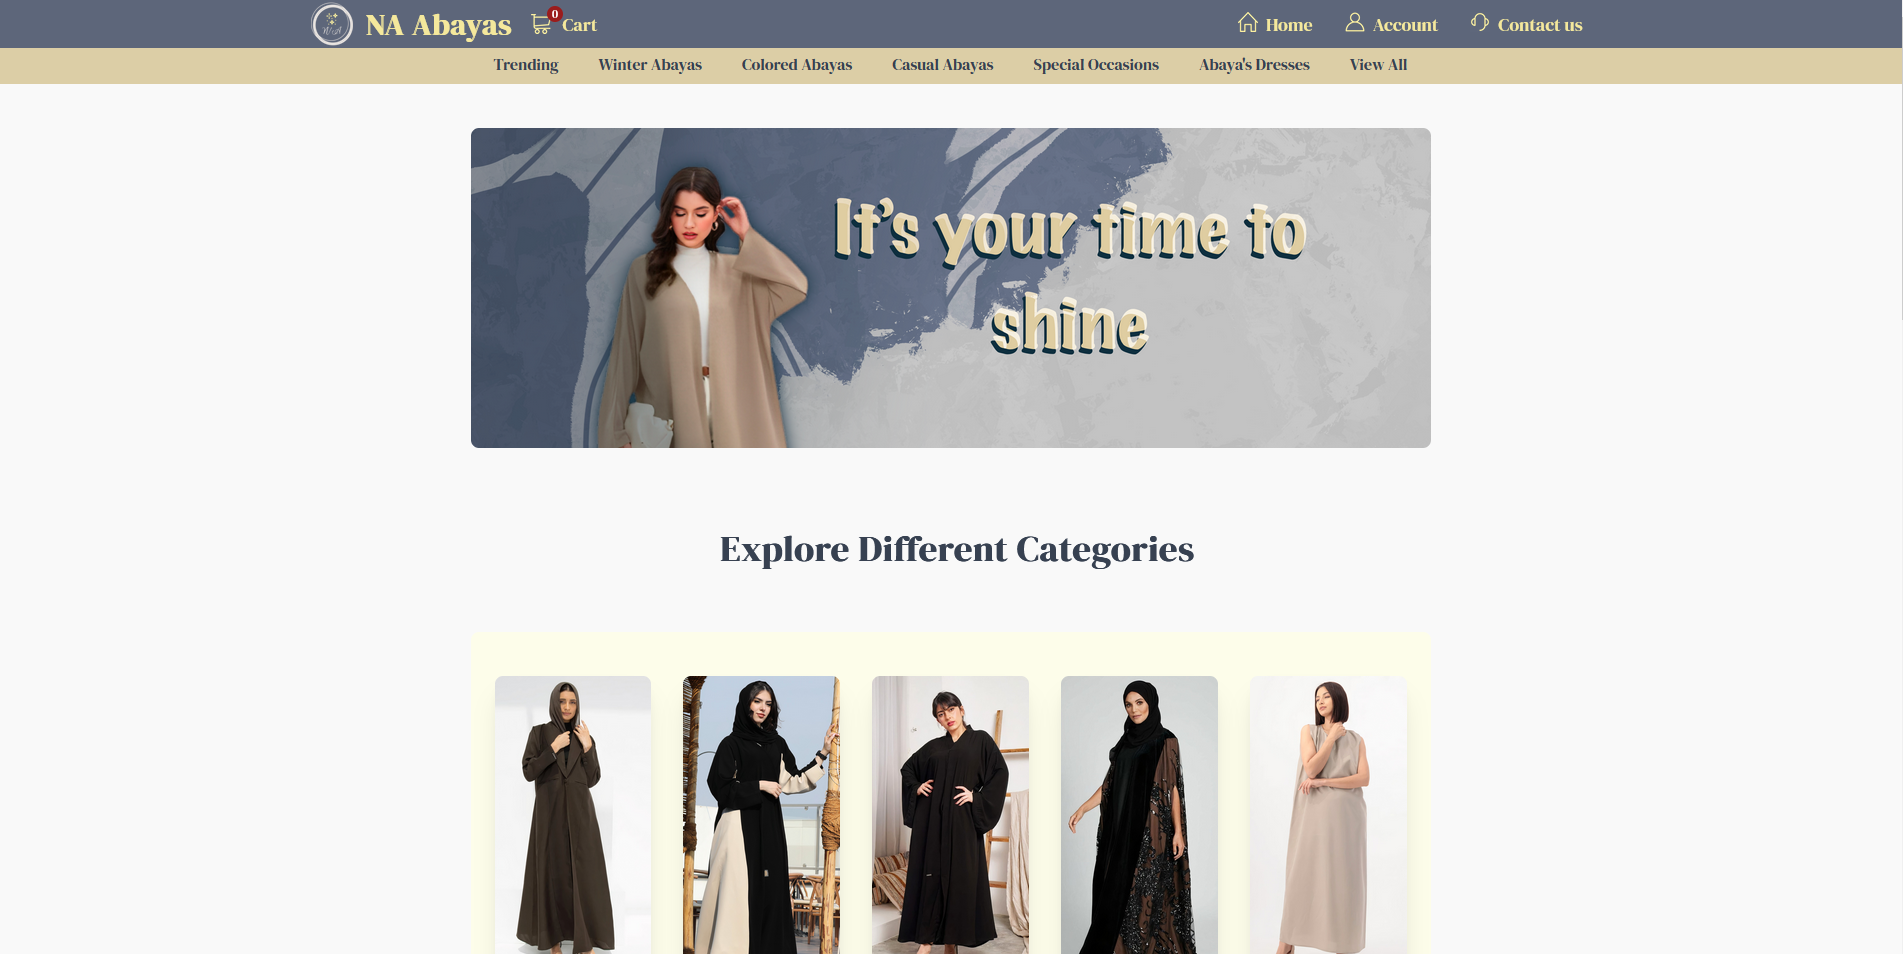 NA Abayas
0
Cart
Home
Account
Contact us
Trending
Winter Abayas
Colored Abayas
Casual Abayas
Special Occasions
Abaya's Dresses
View All
It's your time to
shine
Explore Different Categories